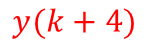 y(k + 4)